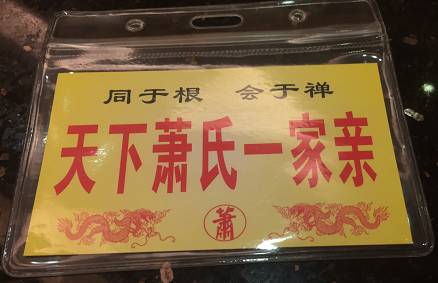 同于根 会于禅
天下萧氏一家亲
萧